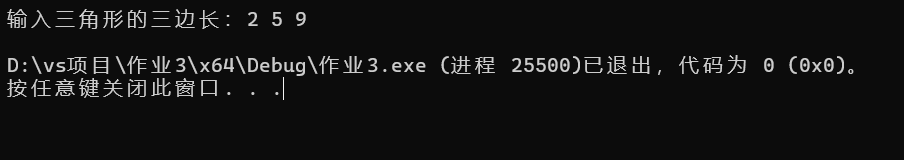 输入三角形的三边长：2 5 9
D:\vs项目\作业3\x64\Debug\作业3.exe (进程 25500)已退出，代码为 0 (0x0)。
按任意键关闭此窗口. . .